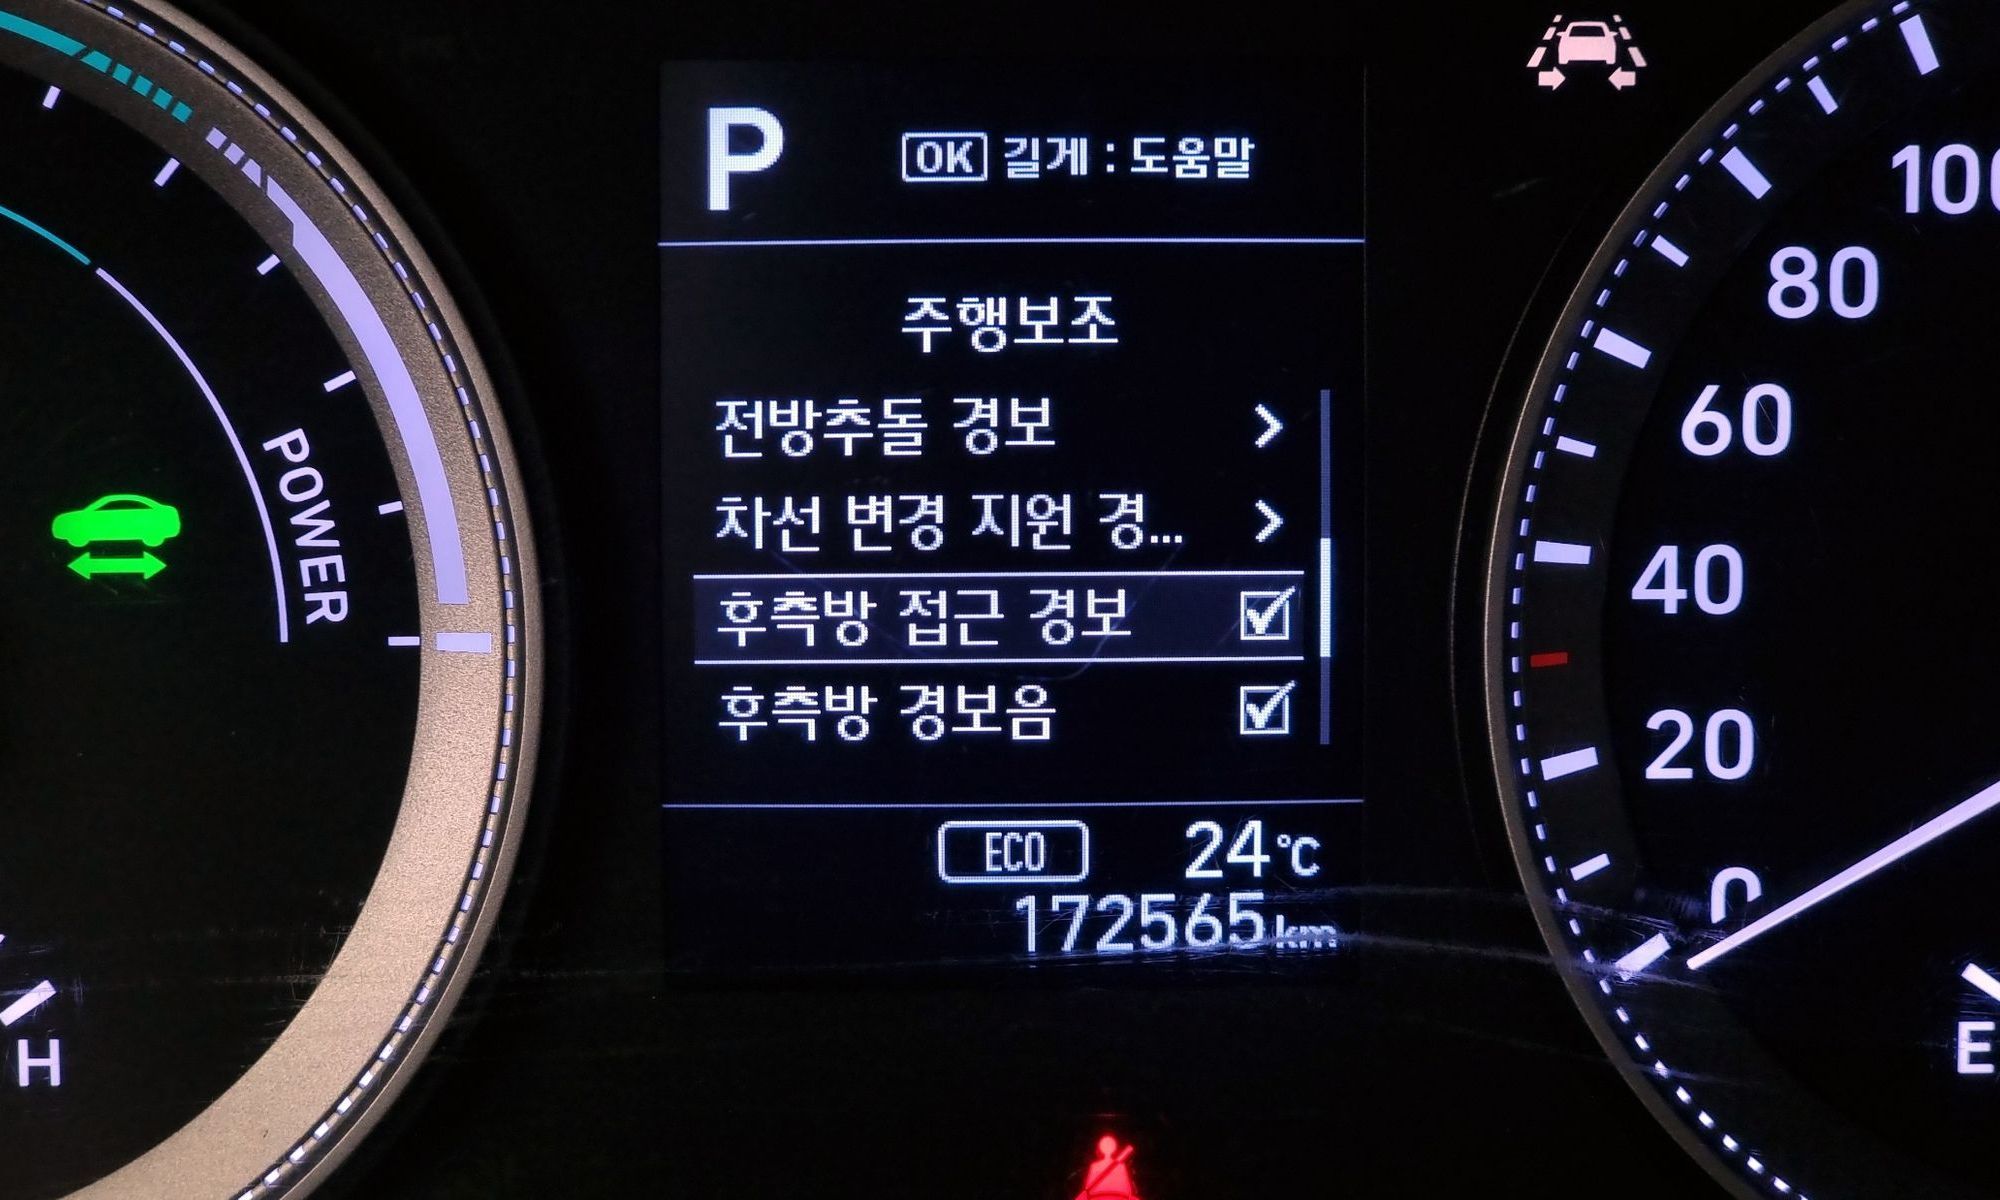 P
OK 길게 : 도움말
주행보조
전방추돌 경보
차선 변경 지원 경...
후측방 접근 경보
후측방 경보음
ECO 24℃
172565 km
POWER
H
100
80
60
40
20
0
E